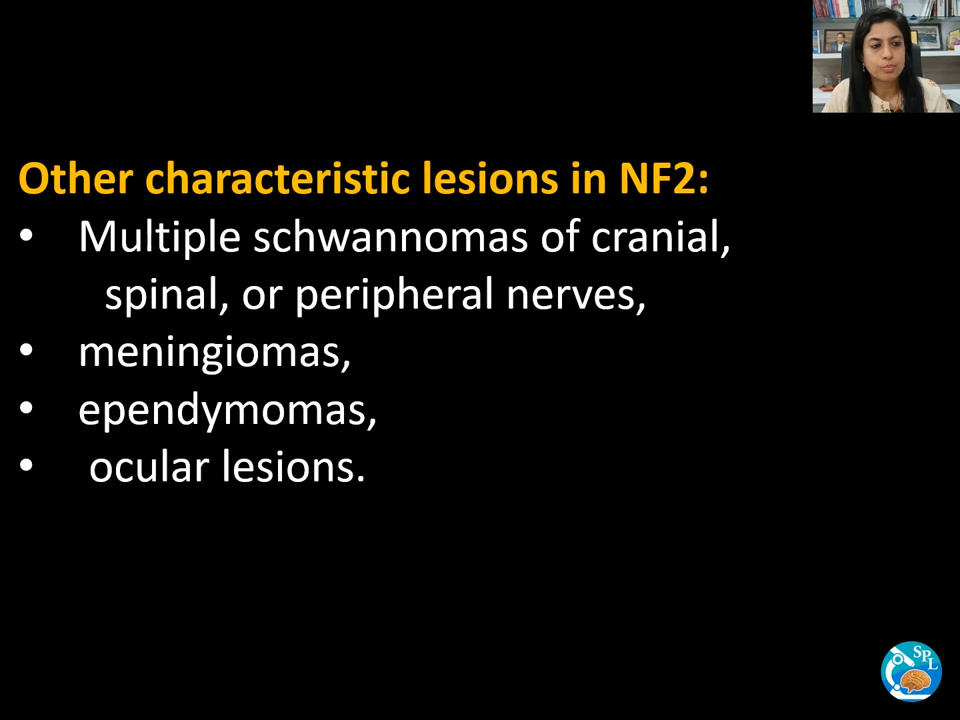 Other characteristic lesions in NF2:
• Multiple schwannomas of cranial,
spinal, or peripheral nerves,
• meningiomas,
• ependymomas,
• ocular lesions.
SPL